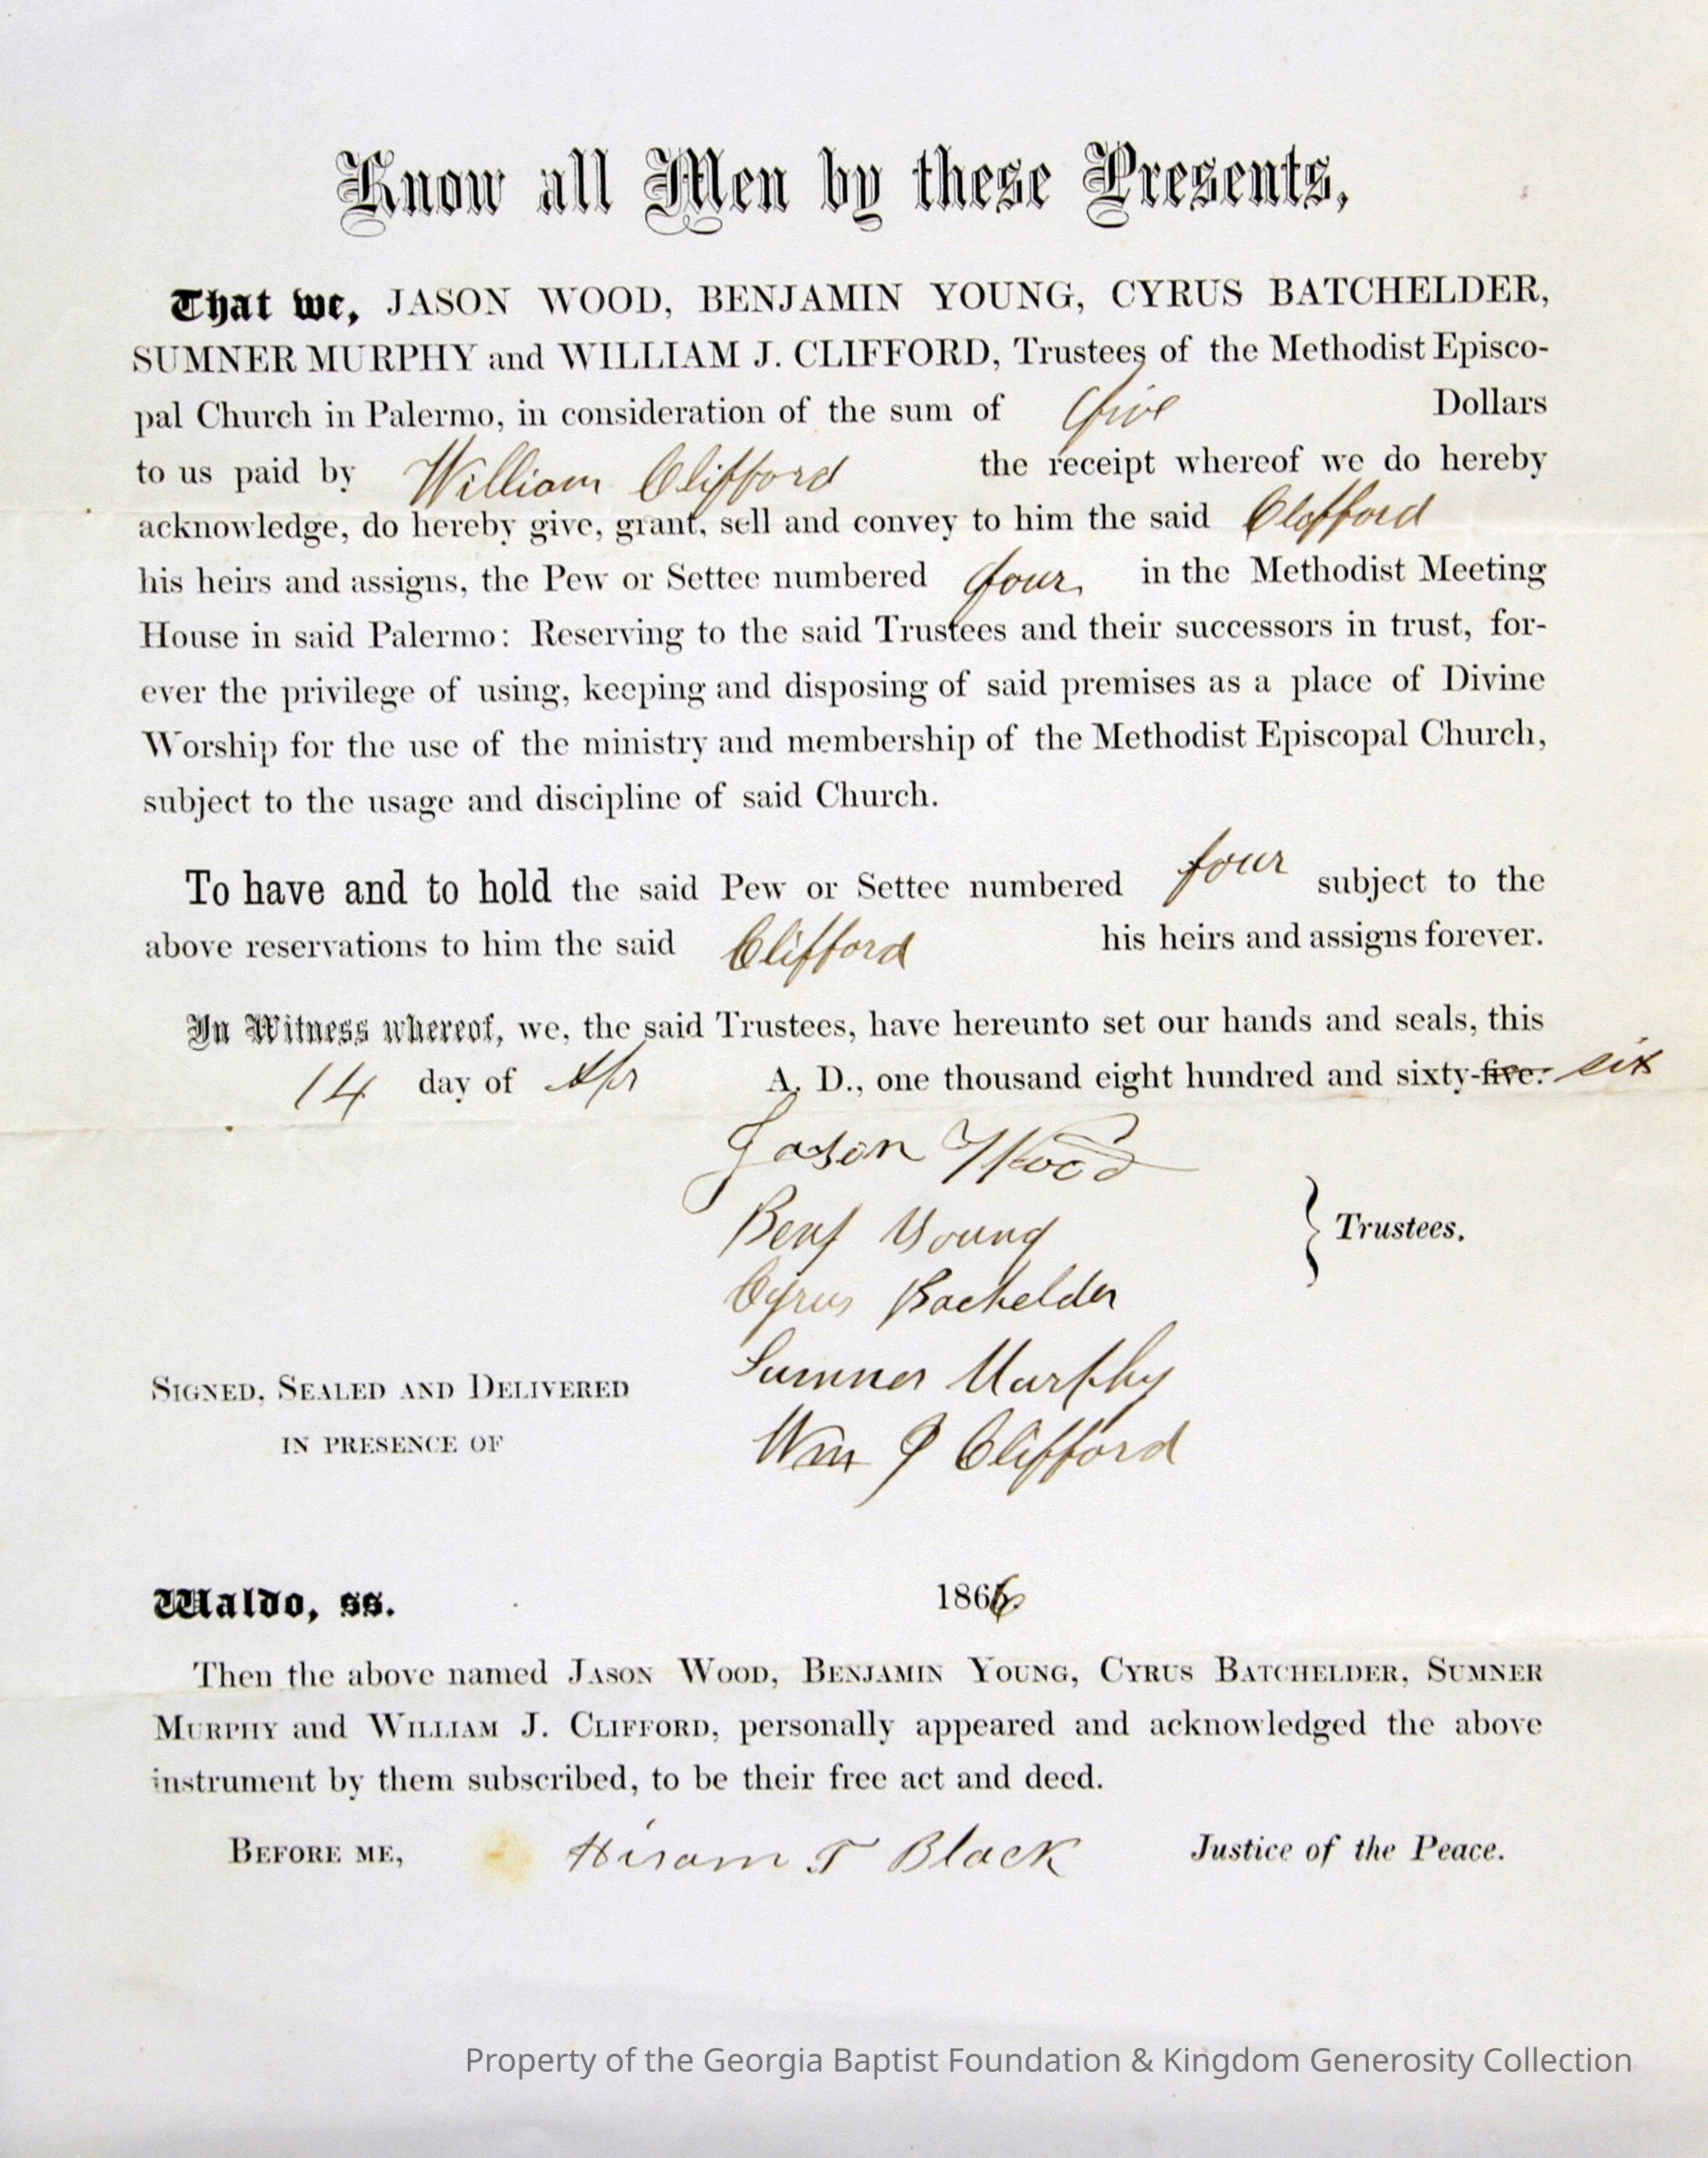 Know all Men by these Presents,
That we, JASON WOOD, BENJAMIN YOUNG, CYRUS BATCHELDER,
SUMNER MURPHY and WILLIAM J. CLIFFORD, Trustees of the Methodist Episco-
pal Church in Palermo, in consideration of the sum of five Dollars
to us paid by William Clifford the receipt whereof we do hereby
acknowledge, do hereby give, grant, sell and convey to him the said Clifford
his heirs and assigns, the Pew or Settee numbered four, in the Methodist Meeting
House in said Palermo: Reserving to the said Trustees and their successors in trust, for-
ever the privilege of using, keeping and disposing of said premises as a place of Divine
Worship for the use of the ministry and membership of the Methodist Episcopal Church,
subject to the usage and discipline of said Church.
To have and to hold the said Pew or Settee numbered four subject to the
above reservations to him the said Clifford his heirs and assigns forever.
In Witness whereof, we, the said Trustees, have hereunto set our hands and seals, this
14 day of Apr A. D., one thousand eight hundred and sixty-five. six
Jason Wood
Benj Young
Cyrus Bachelder
Trustees.
Sumner Murphy
Wm J Clifford
SIGNED, SEALED AND DELIVERED
IN PRESENCE OF
Waldo, ss. 1866
Then the above named JASON WOOD, BENJAMIN YOUNG, CYRUS BATCHELDER, SUMNER
MURPHY and WILLIAM J. CLIFFORD, personally appeared and acknowledged the above
instrument by them subscribed, to be their free act and deed.
BEFORE ME, Hiram T Black Justice of the Peace.
Property of the Georgia Baptist Foundation & Kingdom Generosity Collection